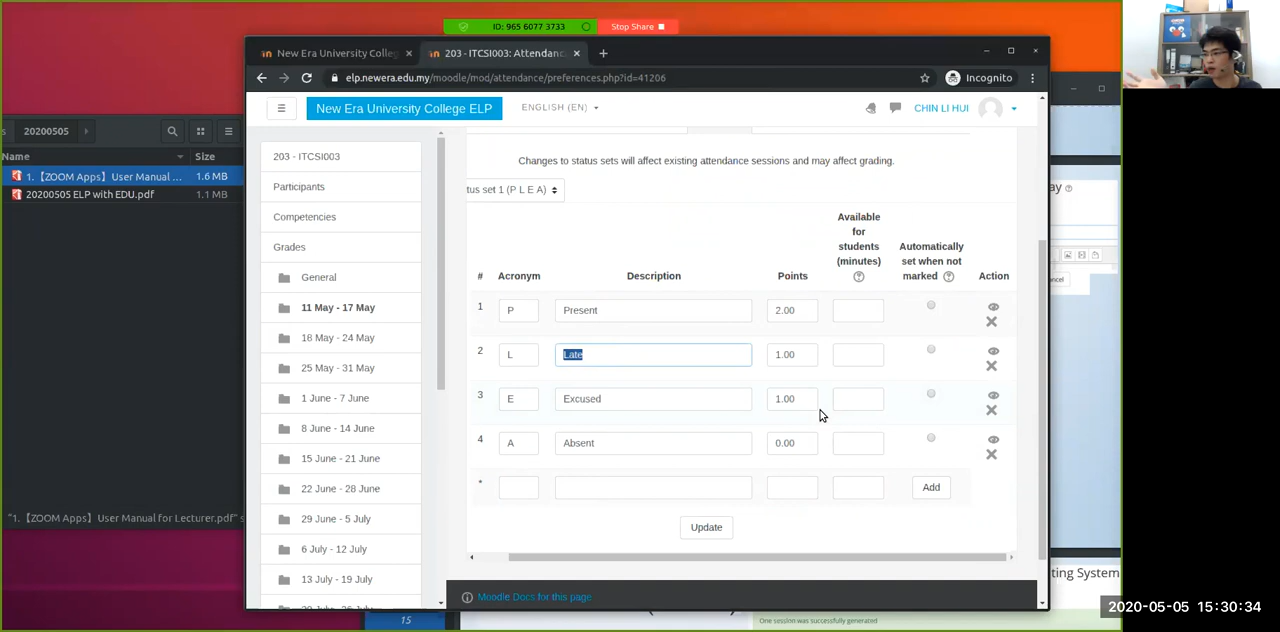 ID: 965 6077 3733
Stop Share
New Era University Colleg
203 - ITCSI003: Attendanc
elp.newera.edu.my/moodle/mod/attendance/preferences.php?id=41206
Incognito
New Era University College ELP
ENGLISH (EN)
CHIN LI HUI
s
20200505
Name
Size
1.【ZOOM Apps】User Manual ...
1.6 MB
20200505 ELP with EDU.pdf
1.1 MB
"1.【ZOOM Apps】User Manual for Lecturer.pdf" s
203 - ITCSI003
Participants
Competencies
Grades
General
11 May - 17 May
18 May - 24 May
25 May - 31 May
1 June - 7 June
8 June - 14 June
15 June - 21 June
22 June - 28 June
29 June - 5 July
6 July - 12 July
13 July - 19 July
Changes to status sets will affect existing attendance sessions and may affect grading.
tus set 1 (P L E A)
# Acronym Description Points Available for students (minutes) Automatically set when not marked Action
1 P Present 2.00
2 L Late 1.00
3 E Excused 1.00
4 A Absent 0.00
*
Add
Update
Moodle Docs for this page
ay
ncel
ting System
One session was successfully generated
15
2020-05-05 15:30:34